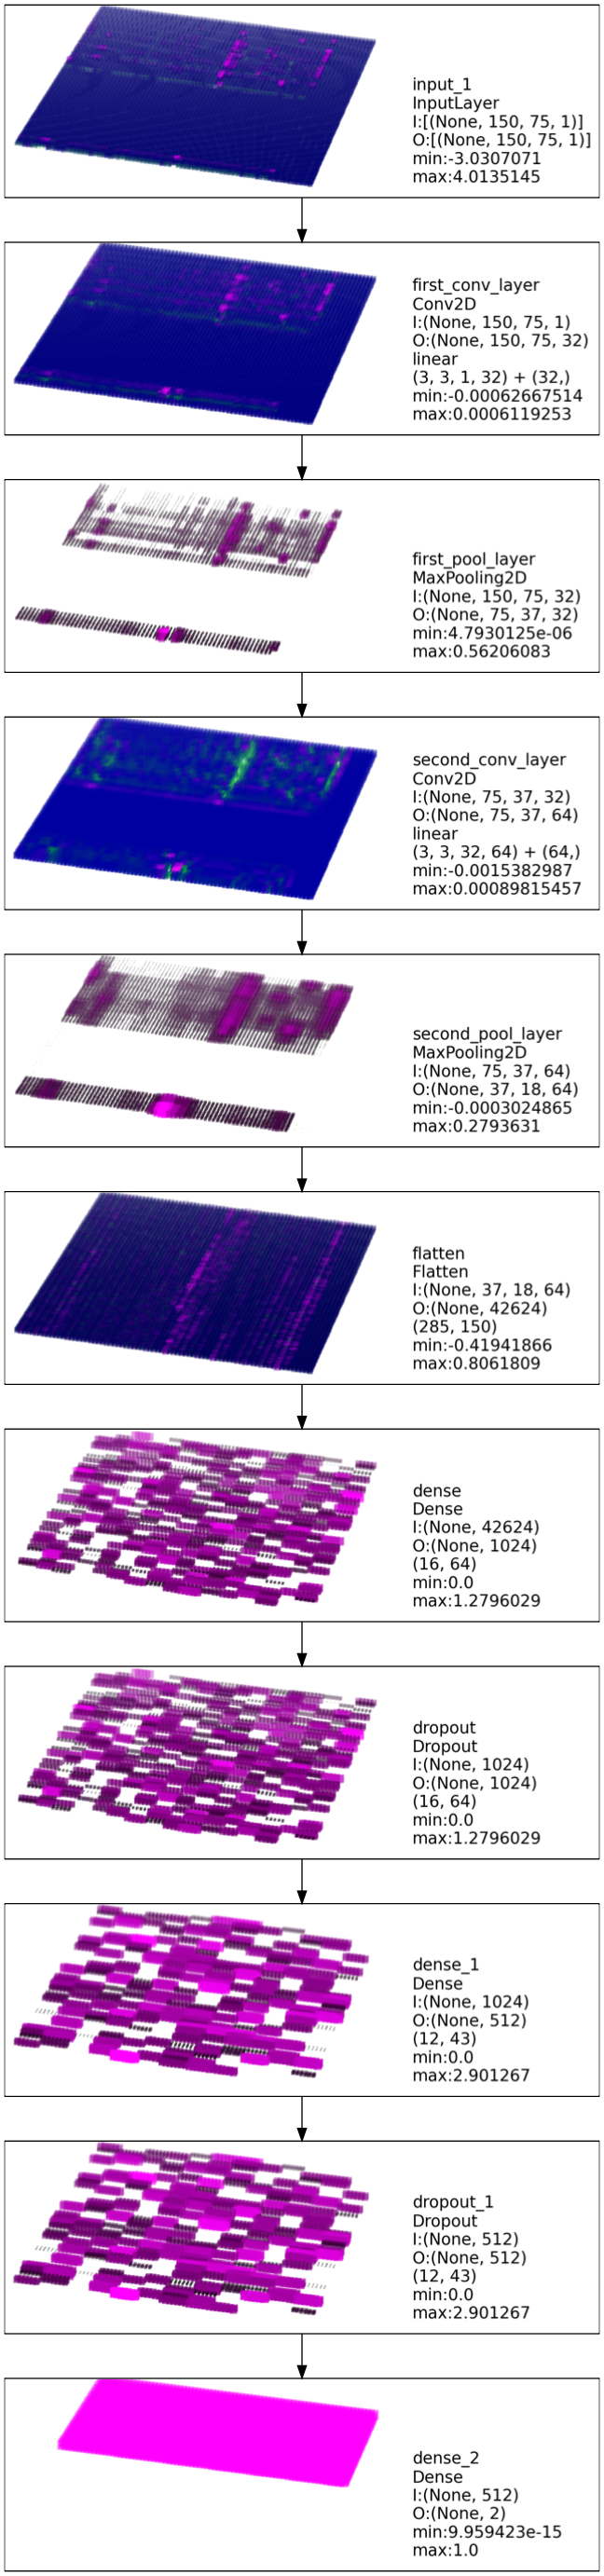 input_1
InputLayer
I:[(None, 150, 75, 1)]
O:[(None, 150, 75, 1)]
min:-3.0307071
max:4.0135145
first_conv_layer
Conv2D
I:(None, 150, 75, 1)
O:(None, 150, 75, 32)
linear
(3, 3, 1, 32) + (32,)
min:-0.00062667514
max:0.0006119253
first_pool_layer
MaxPooling2D
I:(None, 150, 75, 32)
O:(None, 75, 37, 32)
min:4.7930125e-06
max:0.56206083
second_conv_layer
Conv2D
I:(None, 75, 37, 32)
O:(None, 75, 37, 64)
linear
(3, 3, 32, 64) + (64,)
min:-0.0015382987
max:0.00089815457
second_pool_layer
MaxPooling2D
I:(None, 75, 37, 64)
O:(None, 37, 18, 64)
min:-0.0003024865
max:0.2793631
flatten
Flatten
I:(None, 37, 18, 64)
O:(None, 42624)
(285, 150)
min:-0.41941866
max:0.8061809
dense
Dense
I:(None, 42624)
O:(None, 1024)
(16, 64)
min:0.0
max:1.2796029
dropout
Dropout
I:(None, 1024)
O:(None, 1024)
(16, 64)
min:0.0
max:1.2796029
dense_1
Dense
I:(None, 1024)
O:(None, 512)
(12, 43)
min:0.0
max:2.901267
dropout_1
Dropout
I:(None, 512)
O:(None, 512)
(12, 43)
min:0.0
max:2.901267
dense_2
Dense
I:(None, 512)
O:(None, 2)
min:9.959423e-15
max:1.0